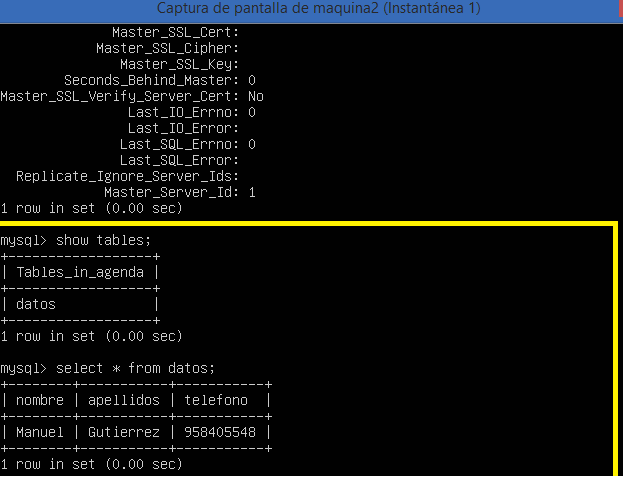 Captura de pantalla de maquina2 (Instantánea 1)
Master_SSL_Cert:
Master_SSL_Cipher:
Master_SSL_Key:
Seconds_Behind_Master: 0
Master_SSL_Verify_Server_Cert: No
Last_IO_Errno: 0
Last_IO_Error:
Last_SQL_Errno: 0
Last_SQL_Error:
Replicate_Ignore_Server_Ids:
Master_Server_Id: 1
1 row in set (0.00 sec)
mysql> show tables;
+------------------+
| Tables_in_agenda |
+------------------+
| datos            |
+------------------+
1 row in set (0.00 sec)
mysql> select * from datos;
+--------+-----------+-----------+
| nombre | apellidos | telefono  |
+--------+-----------+-----------+
| Manuel | Gutierrez | 958405548 |
+--------+-----------+-----------+
1 row in set (0.00 sec)